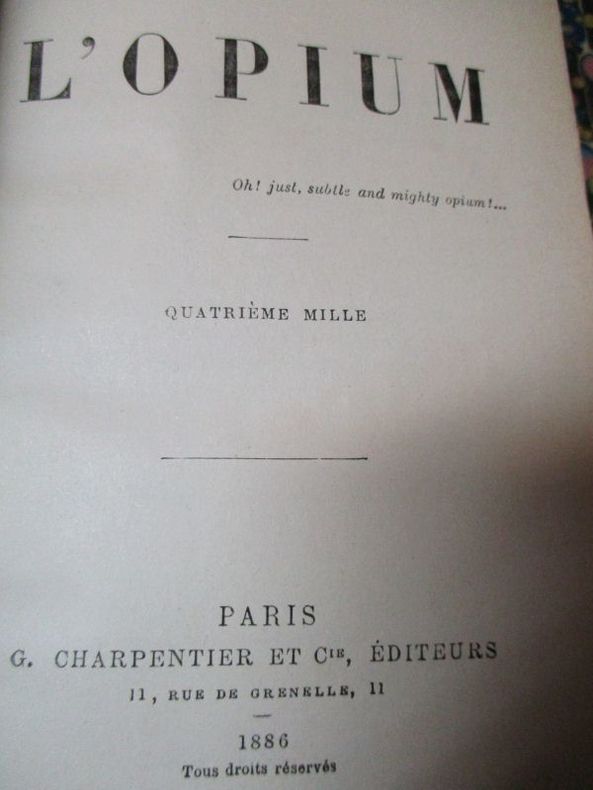 L'OPIUM
Oh! just, subtle and mighty opium!...
QUATRIÈME MILLE
PARIS
G. CHARPENTIER ET Cᴵᴱ, ÉDITEURS
11, RUE DE GRENELLE, 11
1886
Tous droits réservés